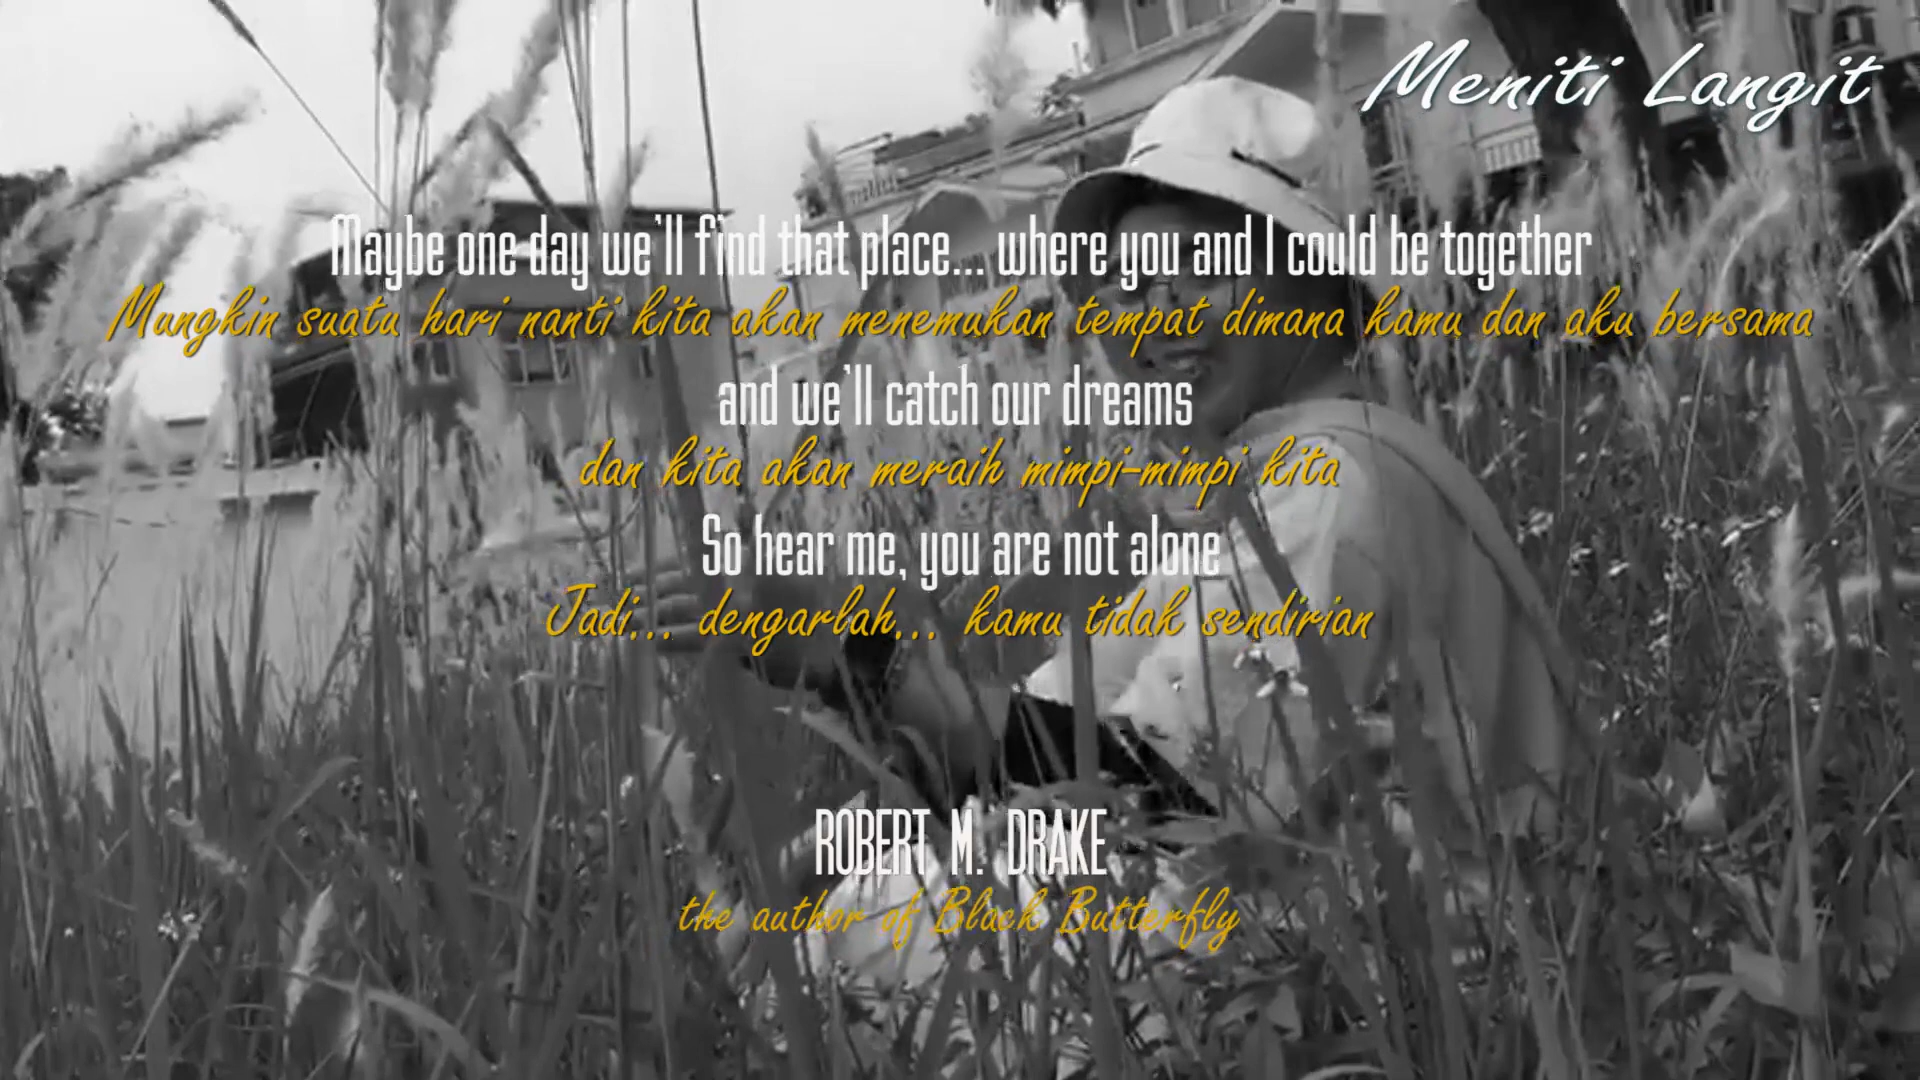 Meniti Langit
Maybe one day we'll find that place... where you and I could be together
Mungkin suatu hari nanti kita akan menemukan tempat dimana kamu dan aku bersama
and we'll catch our dreams
dan kita akan meraih mimpi-mimpi kita
So hear me, you are not alone
Jadi... dengarlah... kamu tidak sendirian
ROBERT M. DRAKE
the author of Black Butterfly